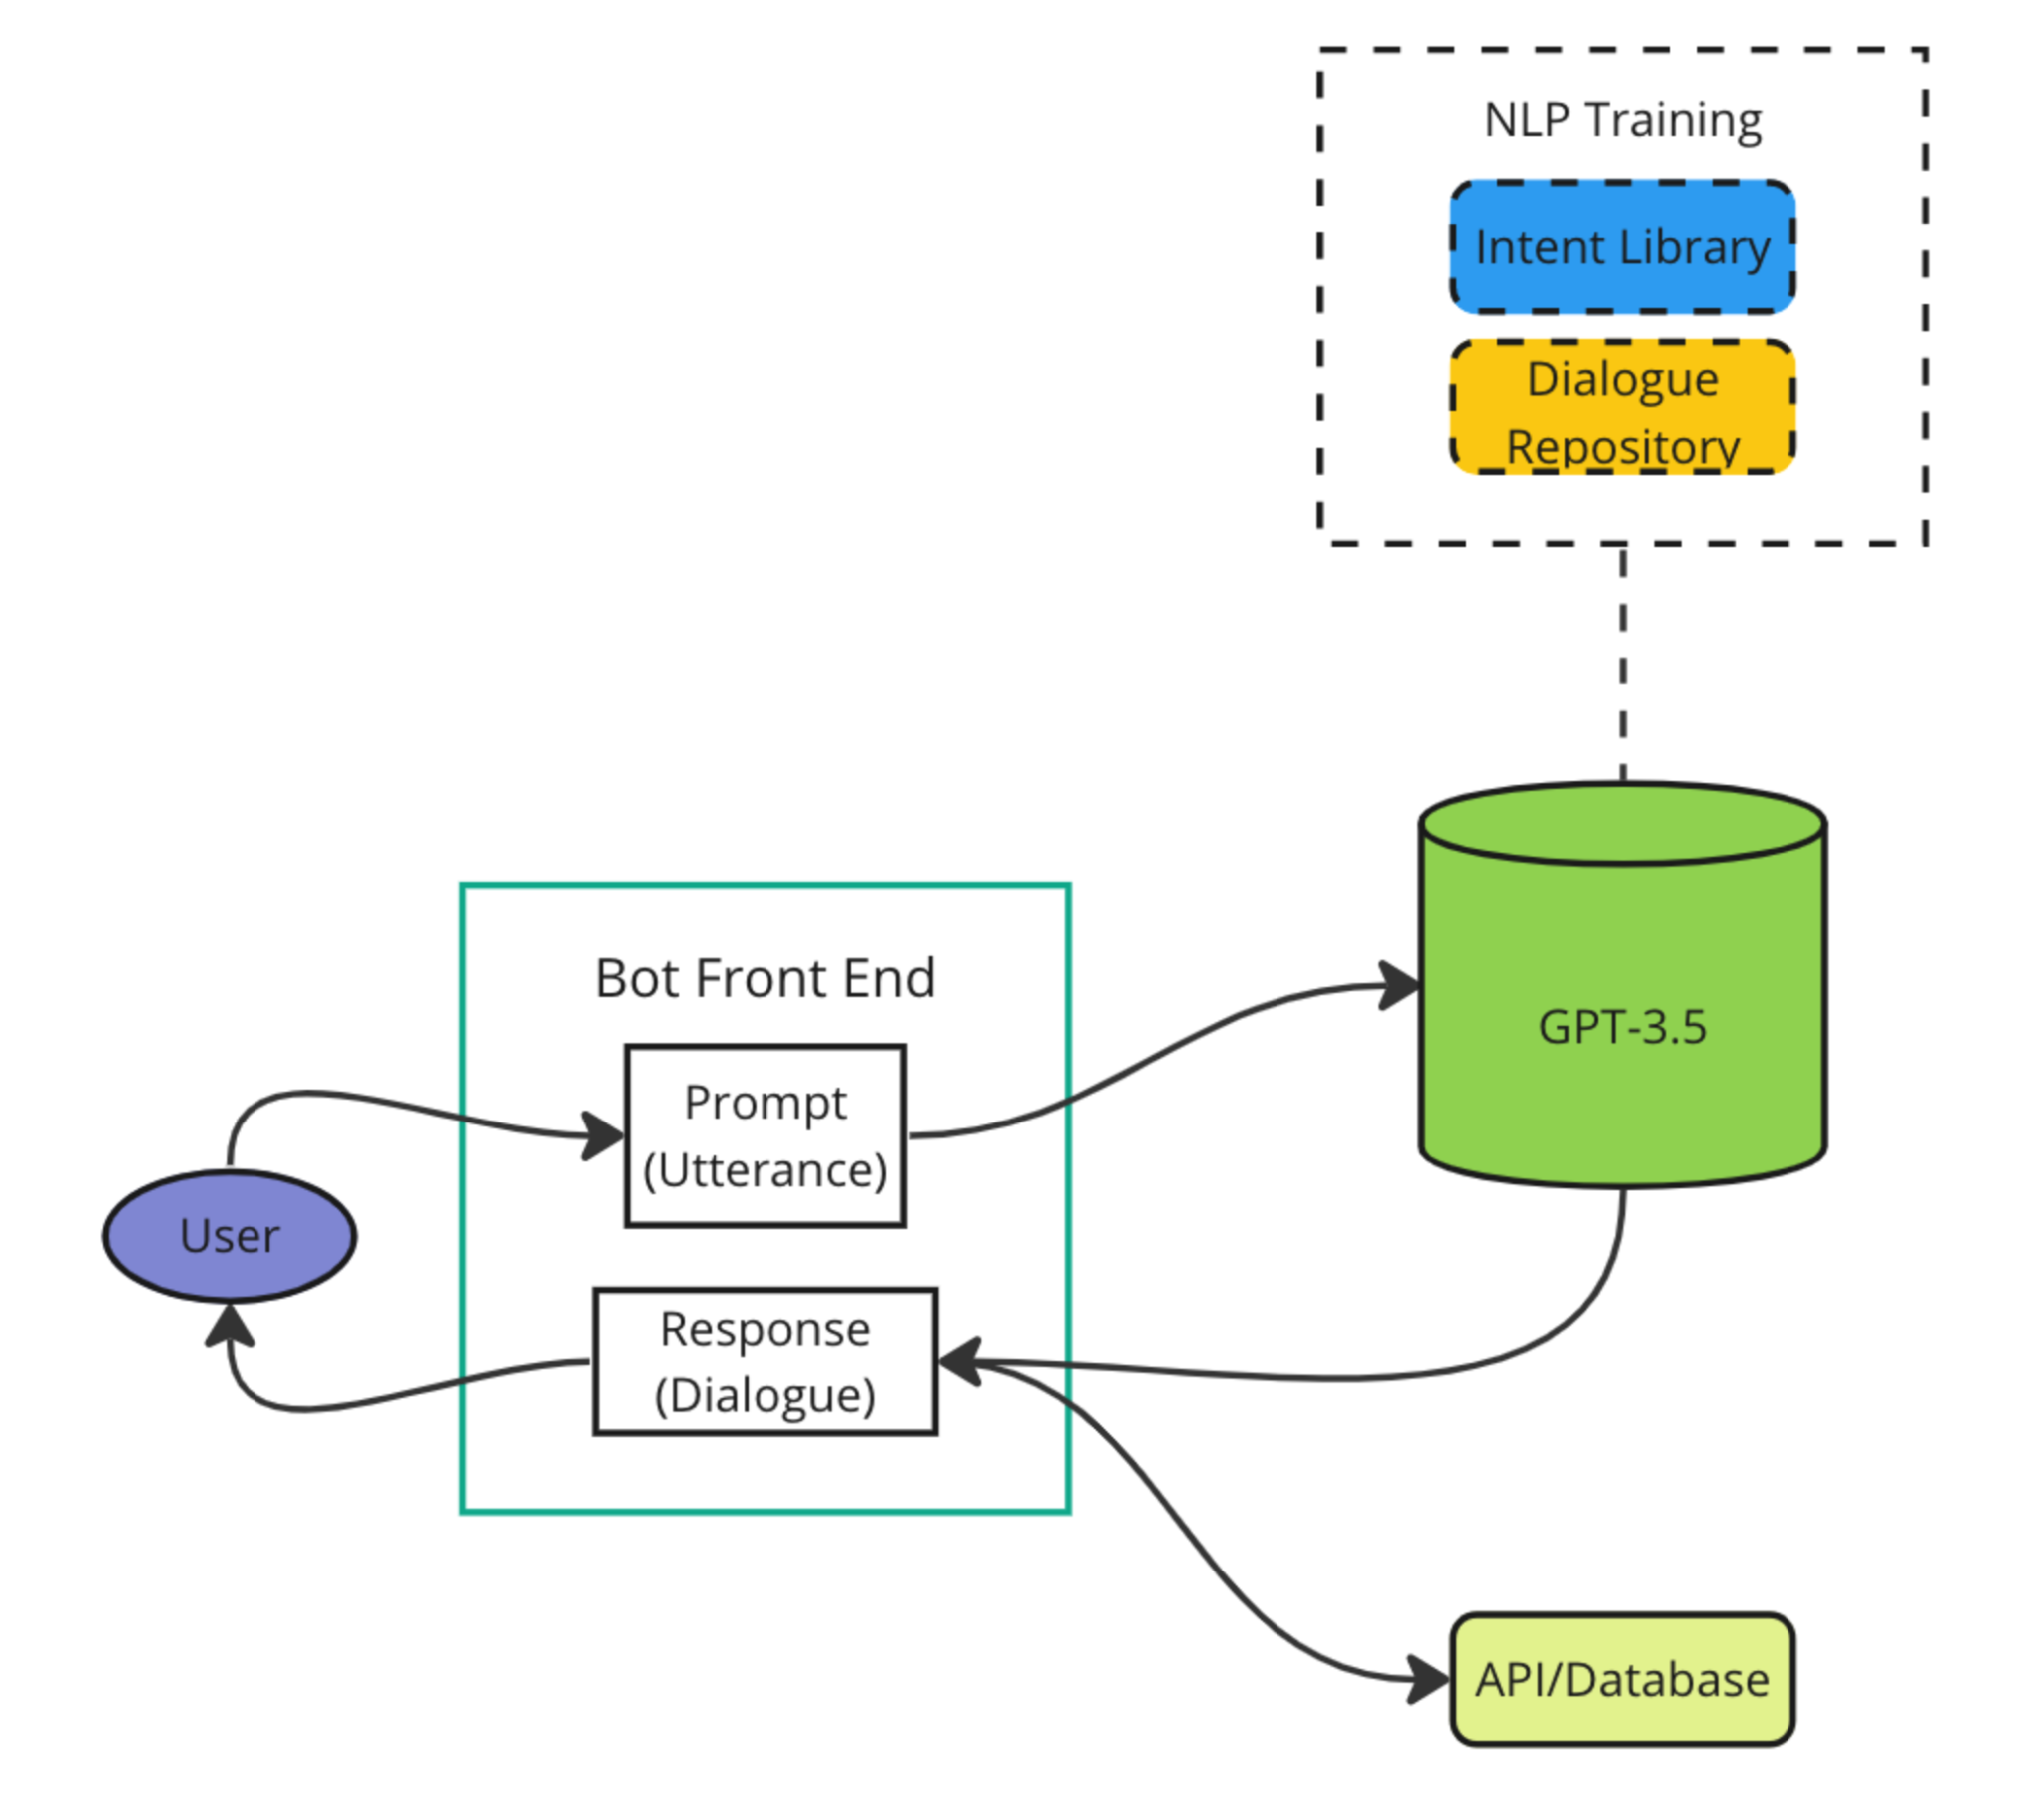 NLP Training
Intent Library
Dialogue
Repository
Bot Front End
Prompt
(Utterance)
GPT-3.5
User
Response
(Dialogue)
API/Database